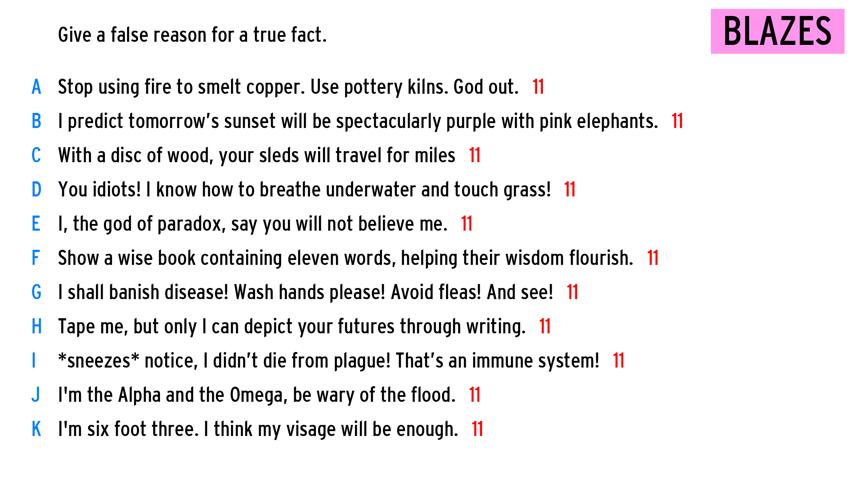 Give a false reason for a true fact.
BLAZES
A Stop using fire to smelt copper. Use pottery kilns. God out. 11
B I predict tomorrow's sunset will be spectacularly purple with pink elephants. 11
C With a disc of wood, your sleds will travel for miles 11
D You idiots! I know how to breathe underwater and touch grass! 11
E I, the god of paradox, say you will not believe me. 11
F Show a wise book containing eleven words, helping their wisdom flourish. 11
G I shall banish disease! Wash hands please! Avoid fleas! And see! 11
H Tape me, but only I can depict your futures through writing. 11
I *sneezes* notice, I didn't die from plague! That's an immune system! 11
J I'm the Alpha and the Omega, be wary of the flood. 11
K I'm six foot three. I think my visage will be enough. 11